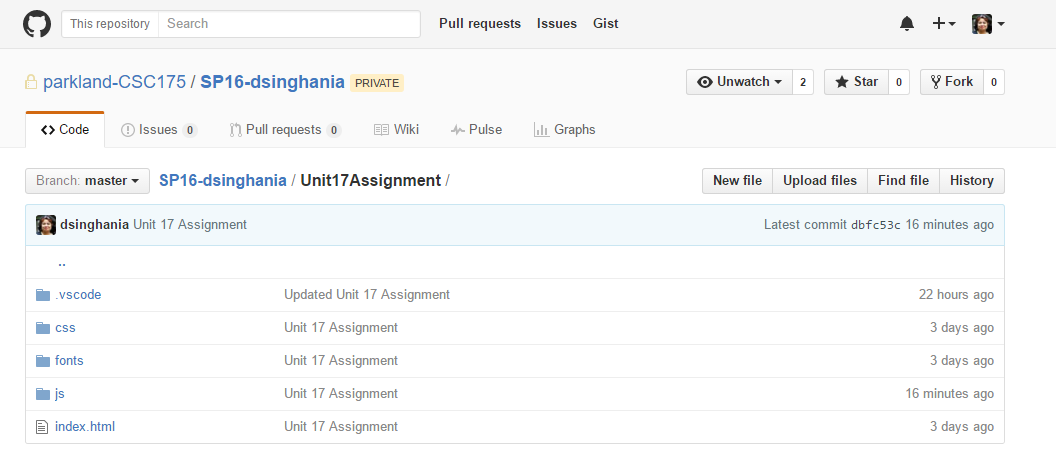 This repository Search Pull requests Issues Gist
parkland-CSC175 / SP16-dsinghania PRIVATE Unwatch 2 Star 0 Fork 0
Code Issues 0 Pull requests 0 Wiki Pulse Graphs
Branch: master SP16-dsinghania / Unit17Assignment / New file Upload files Find file History
dsinghania Unit 17 Assignment Latest commit dbfc53c 16 minutes ago
..
.vscode Updated Unit 17 Assignment 22 hours ago
css Unit 17 Assignment 3 days ago
fonts Unit 17 Assignment 3 days ago
js Unit 17 Assignment 16 minutes ago
index.html Unit 17 Assignment 3 days ago